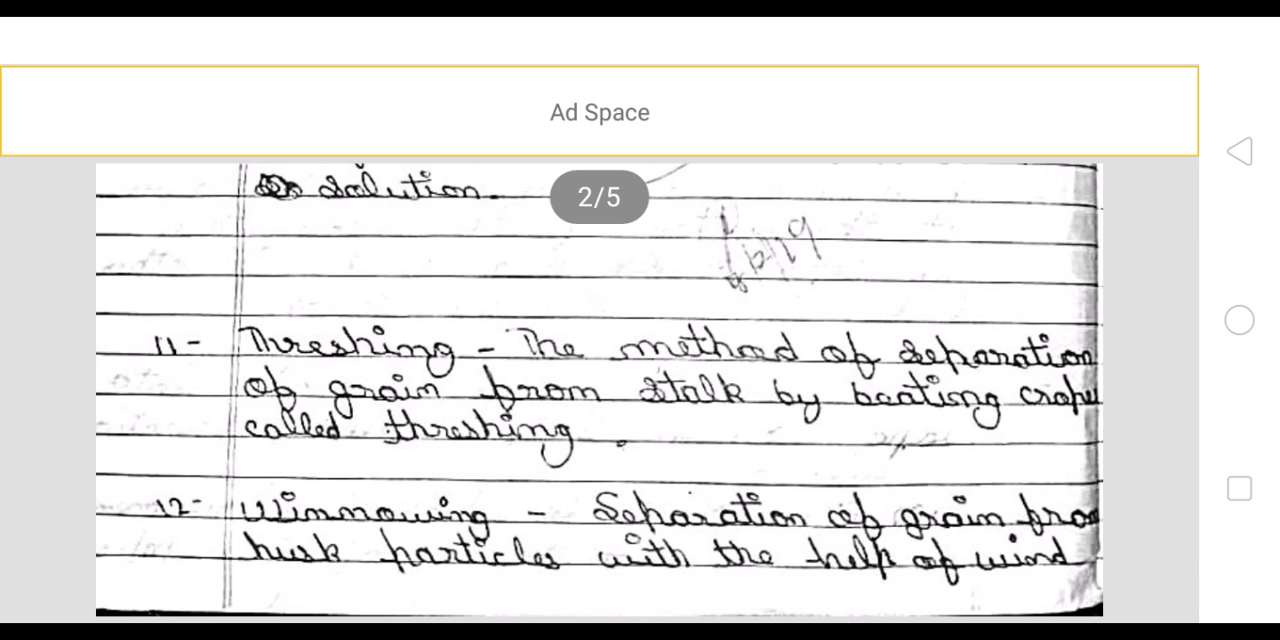 Ad Space
solution.
2/5
11- Threshing - The method of separation
of grain from stalk by beating crops
called threshing.
12- Winnowing - Separation of grain from
husk particles with the help of wind